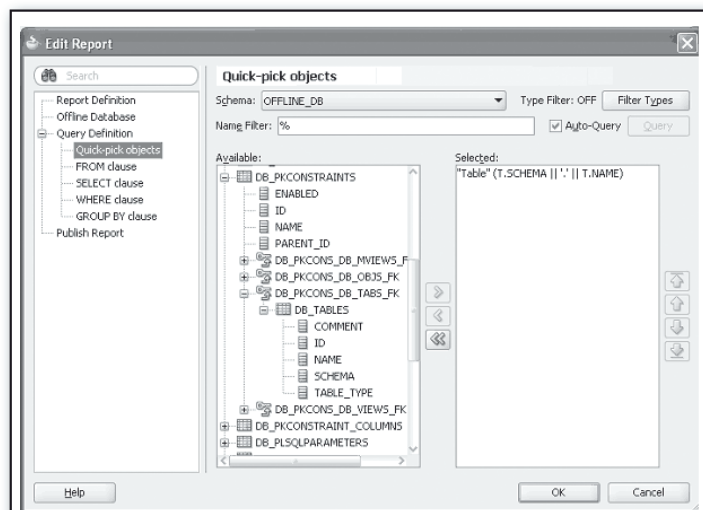 Edit Report
Search
Report Definition
Offline Database
Query Definition
Quick-pick objects
FROM clause
SELECT clause
WHERE clause
GROUP BY clause
Publish Report
Quick-pick objects
Schema: OFFLINE_DB
Type Filter: OFF
Filter Types
Name Filter: %
Auto-Query
Query
Available:
DB_PKCONSTRAINTS
ENABLED
ID
NAME
PARENT_ID
DB_PKCONS_DB_MVIEWS_F
DB_PKCONS_DB_OBJS_FK
DB_PKCONS_DB_TABS_FK
DB_TABLES
COMMENT
ID
NAME
SCHEMA
TABLE_TYPE
DB_PKCONS_DB_VIEWS_FK
DB_PKCONSTRAINT_COLUMNS
DB_PLSQLPARAMETERS
Selected:
"Table" (T.SCHEMA || '.' || T.NAME)
Help
OK
Cancel